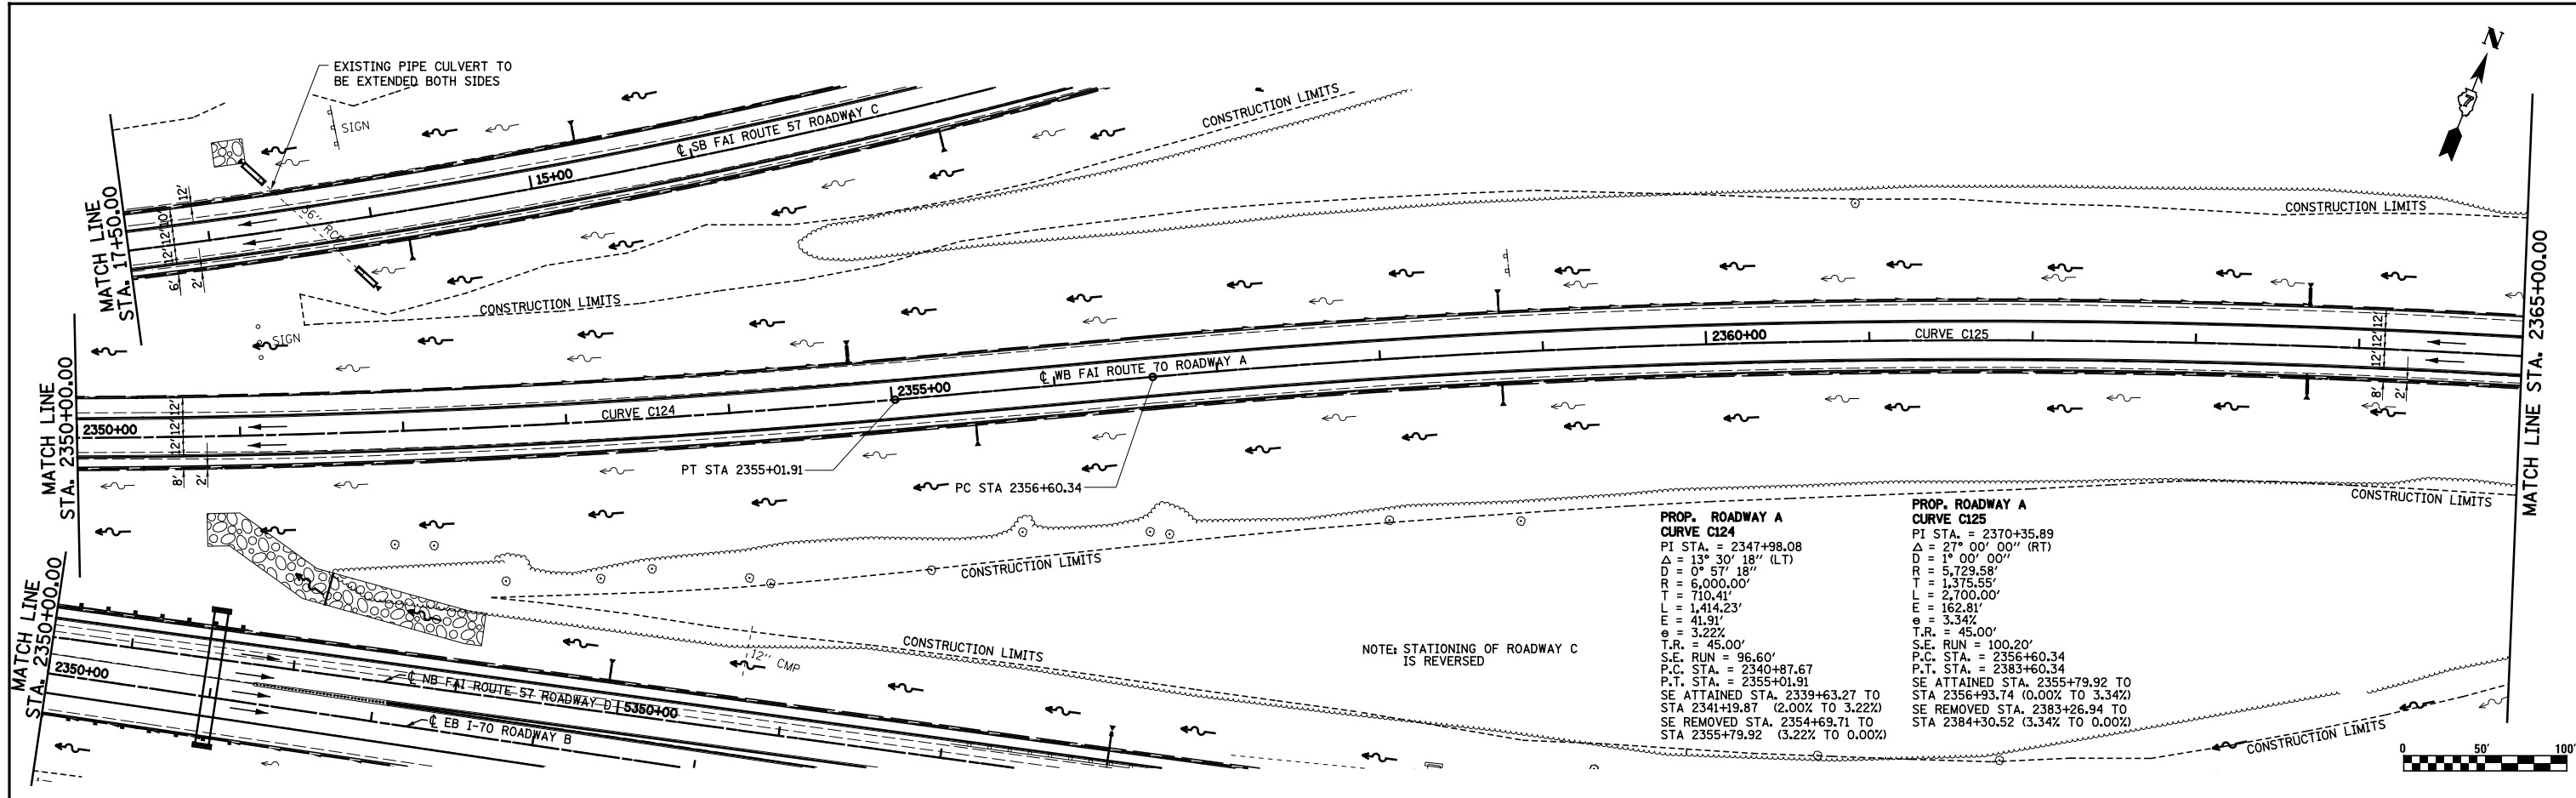 EXISTING PIPE CULVERT TO
BE EXTENDED BOTH SIDES
SIGN
℄ SB FAI ROUTE 57 ROADWAY C
15+00
CONSTRUCTION LIMITS
N
7
MATCH LINE
STA. 17+50.00
12'
10'
12'
12'
6'
2'
36" RCP
CONSTRUCTION LIMITS
CONSTRUCTION LIMITS
SIGN
MATCH LINE
STA. 2350+00.00
2350+00
12'
12'
12'
12'
8'
2'
CURVE C124
2355+00
℄ WB FAI ROUTE 70 ROADWAY A
2360+00
CURVE C125
12'
12'
12'
12'
8'
2'
MATCH LINE STA. 2365+00.00
PT STA 2355+01.91
PC STA 2356+60.34
CONSTRUCTION LIMITS
CONSTRUCTION LIMITS
PROP. ROADWAY A
CURVE C124
PI STA. = 2347+98.08
Δ = 13° 30' 18" (LT)
D = 0° 57' 18"
R = 6,000.00'
T = 710.41'
L = 1,414.23'
E = 41.91'
e = 3.22%
T.R. = 45.00'
S.E. RUN = 96.60'
P.C. STA. = 2340+87.67
P.T. STA. = 2355+01.91
SE ATTAINED STA. 2339+63.27 TO
STA 2341+19.87 (2.00% TO 3.22%)
SE REMOVED STA. 2354+69.71 TO
STA 2355+79.92 (3.22% TO 0.00%)
PROP. ROADWAY A
CURVE C125
PI STA. = 2370+35.89
Δ = 27° 00' 00" (RT)
D = 1° 00' 00"
R = 5,729.58'
T = 1,375.55'
L = 2,700.00'
E = 162.81'
e = 3.34%
T.R. = 45.00'
S.E. RUN = 100.20'
P.C. STA. = 2356+60.34
P.T. STA. = 2383+60.34
SE ATTAINED STA. 2355+79.92 TO
STA 2356+93.74 (0.00% TO 3.34%)
SE REMOVED STA. 2383+26.94 TO
STA 2384+30.52 (3.34% TO 0.00%)
NOTE: STATIONING OF ROADWAY C
IS REVERSED
MATCH LINE
STA. 2350+00.00
2350+00
℄ NB FAI ROUTE 57 ROADWAY D
5350+00
℄ EB I-70 ROADWAY B
12" CMP
CONSTRUCTION LIMITS
CONSTRUCTION LIMITS
0 50' 100'